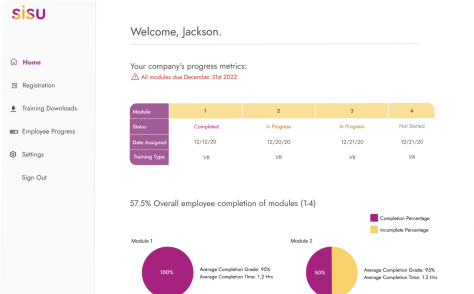 sisu
Welcome, Jackson.
Home
Registration
Training Downloads
Employee Progress
Settings
Sign Out
Your company's progress metrics:
All modules due December 31st 2022
Module 1 2 3 4
Status Completed In Progress In Progress Not Started
Date Assigned 12/12/20 12/20/20 12/21/20 12/21/20
Training Type VR VR VR VR
57.5% Overall employee completion of modules (1-4)
Completion Percentage
Incomplete Percentage
Module 1
100%
Average Completion Grade: 95%
Average Completion Time: 1.2 Hrs
Module 2
50%
Average Completion Grade: 95%
Average Completion Time: 1.2 Hrs